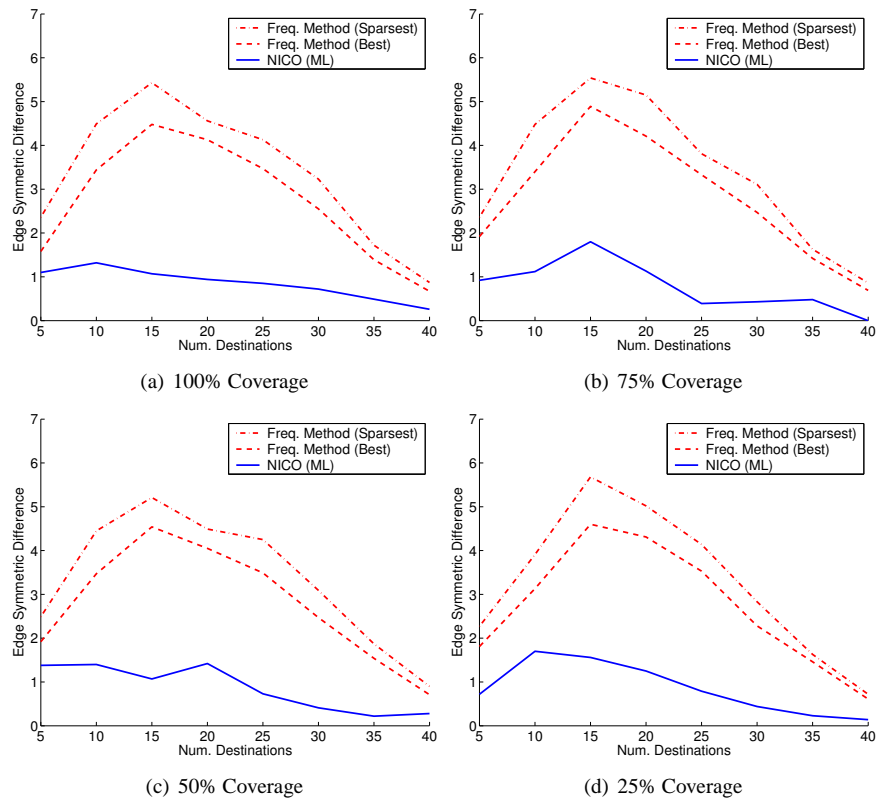 Freq. Method (Sparsest)
Freq. Method (Best)
NICO (ML)
Edge Symmetric Difference
7
6
5
4
3
2
1
0
5 10 15 20 25 30 35 40
Num. Destinations
(a) 100% Coverage
Freq. Method (Sparsest)
Freq. Method (Best)
NICO (ML)
Edge Symmetric Difference
7
6
5
4
3
2
1
0
5 10 15 20 25 30 35 40
Num. Destinations
(b) 75% Coverage
Freq. Method (Sparsest)
Freq. Method (Best)
NICO (ML)
Edge Symmetric Difference
7
6
5
4
3
2
1
0
5 10 15 20 25 30 35 40
Num. Destinations
(c) 50% Coverage
Freq. Method (Sparsest)
Freq. Method (Best)
NICO (ML)
Edge Symmetric Difference
7
6
5
4
3
2
1
0
5 10 15 20 25 30 35 40
Num. Destinations
(d) 25% Coverage